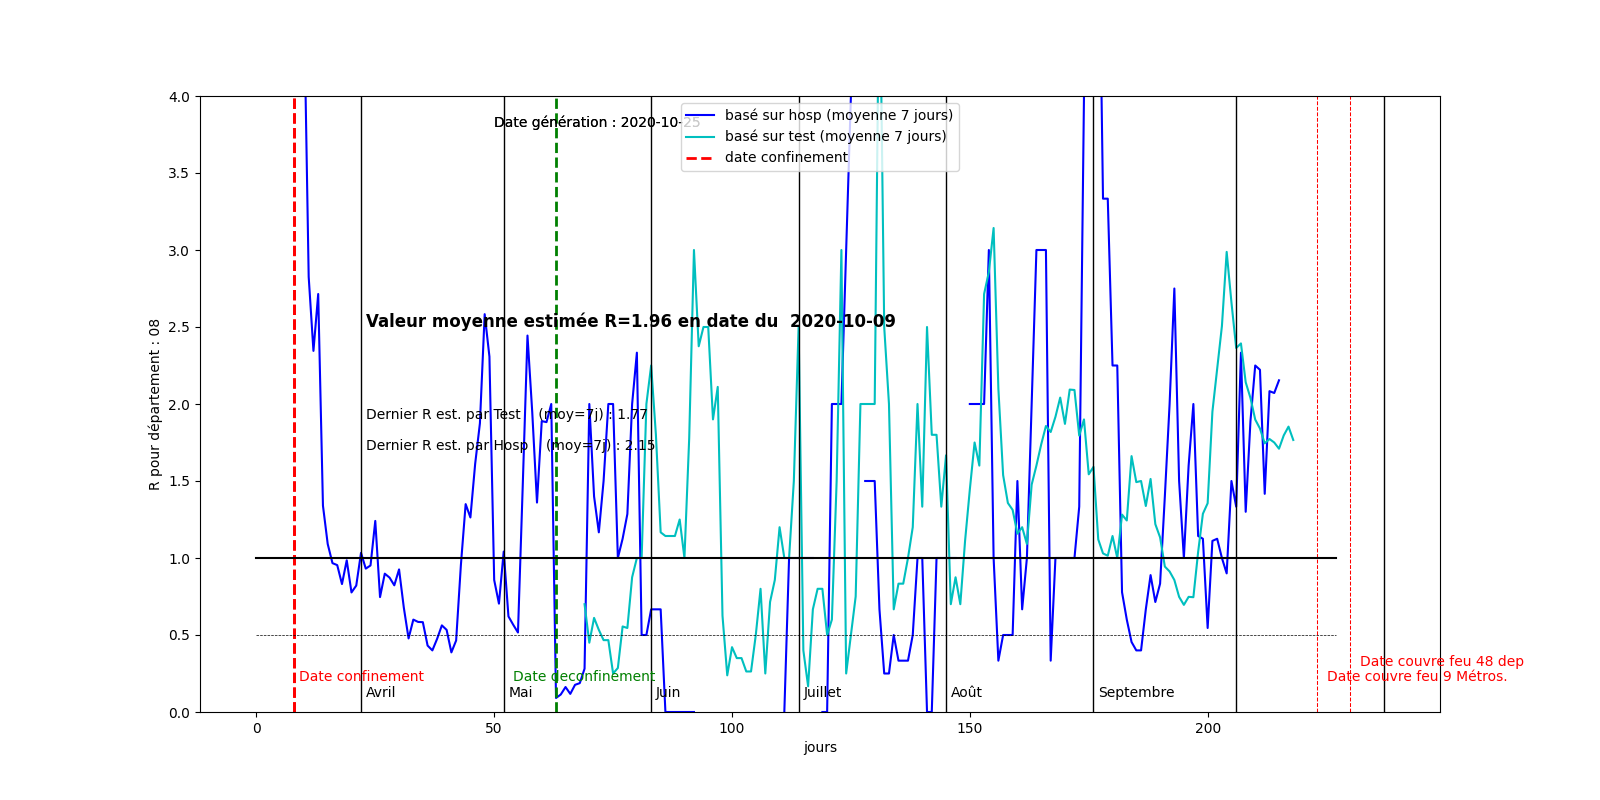 4.0
3.5
3.0
2.5
2.0
1.5
1.0
0.5
0.0
R pour département : 08
Date génération : 2020-10-25
basé sur hosp (moyenne 7 jours)
basé sur test (moyenne 7 jours)
date confinement
Valeur moyenne estimée R=1.96 en date du  2020-10-09
Dernier R est. par Test    (moy=7j) : 1.77
Dernier R est. par Hosp    (moy=7j) : 2.15
Date couvre feu 48 dep
Date couvre feu 9 Métros.
Date confinement
Date deconfinement
Avril
Mai
Juin
Juillet
Août
Septembre
0
50
100
150
200
jours